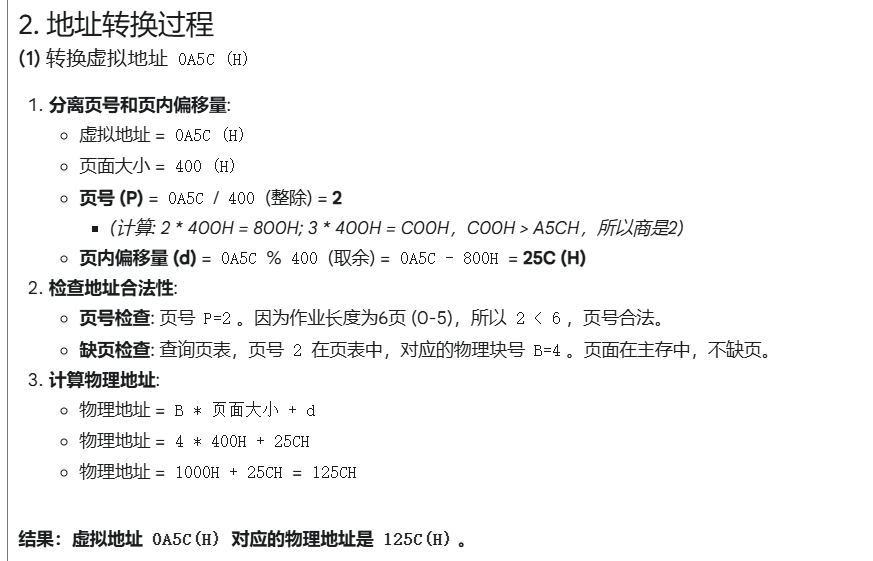 2. 地址转换过程
(1) 转换虚拟地址 0A5C (H)
1. 分离页号和页内偏移量:
虚拟地址 = 0A5C (H)
页面大小 = 400 (H)
页号 (P) = 0A5C / 400 (整除) = 2
(计算: 2 * 400H = 800H; 3 * 400H = C00H，C00H > A5CH，所以商是2)
页内偏移量 (d) = 0A5C % 400 (取余) = 0A5C - 800H = 25C (H)
2. 检查地址合法性:
页号检查: 页号 P=2 。因为作业长度为6页 (0-5)，所以 2 < 6 ，页号合法。
缺页检查: 查询页表，页号 2 在页表中，对应的物理块号 B=4 。页面在主存中，不缺页。
3. 计算物理地址:
物理地址 = B * 页面大小 + d
物理地址 = 4 * 400H + 25CH
物理地址 = 1000H + 25CH = 125CH
结果：虚拟地址 0A5C(H) 对应的物理地址是 125C(H) 。